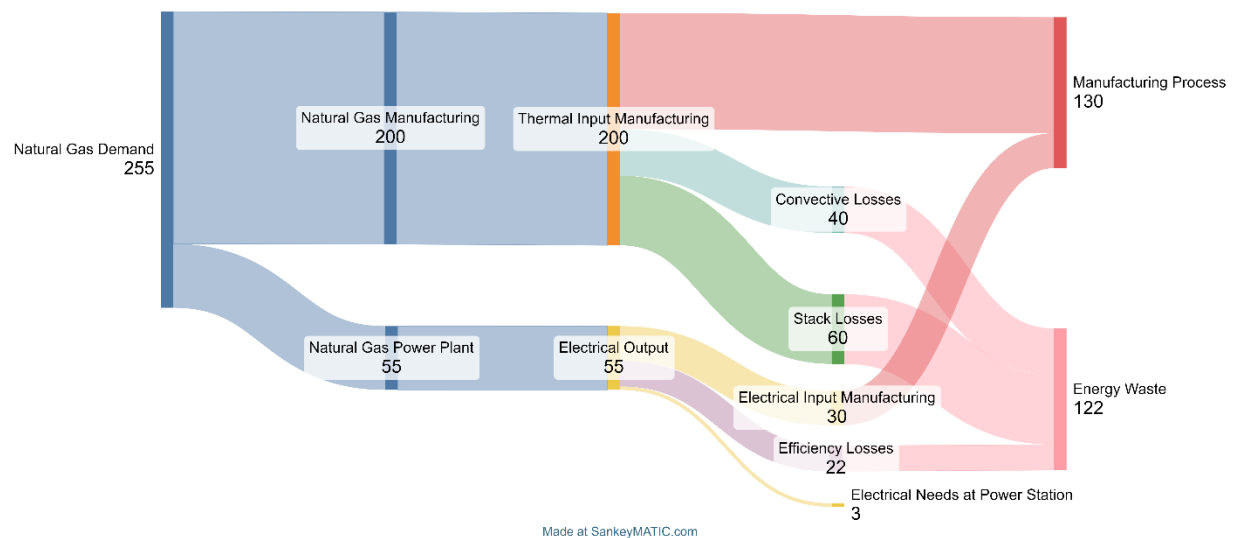 Natural Gas Demand
255
Natural Gas Manufacturing
200
Natural Gas Power Plant
55
Thermal Input Manufacturing
200
Electrical Output
55
Convective Losses
40
Stack Losses
60
Electrical Input Manufacturing
30
Efficiency Losses
22
Electrical Needs at Power Station
3
Manufacturing Process
130
Energy Waste
122
Made at SankeyMATIC.com